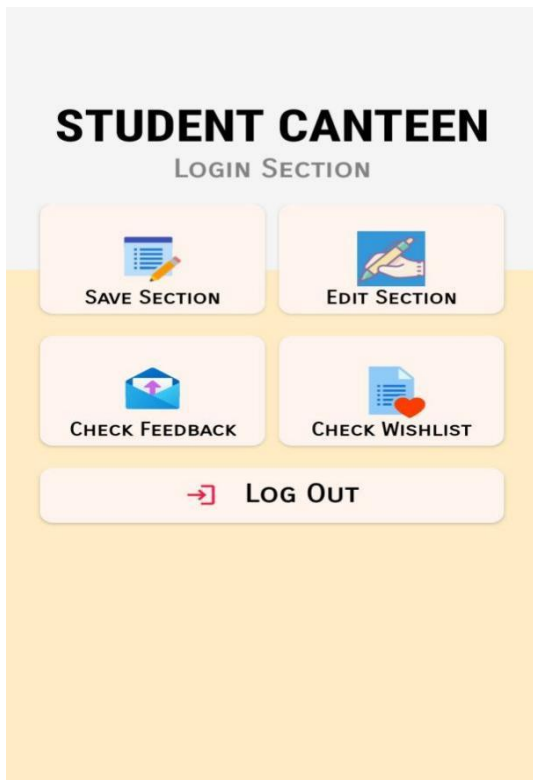 STUDENT CANTEEN
Login Section
Save Section
Edit Section
Check Feedback
Check Wishlist
Log Out